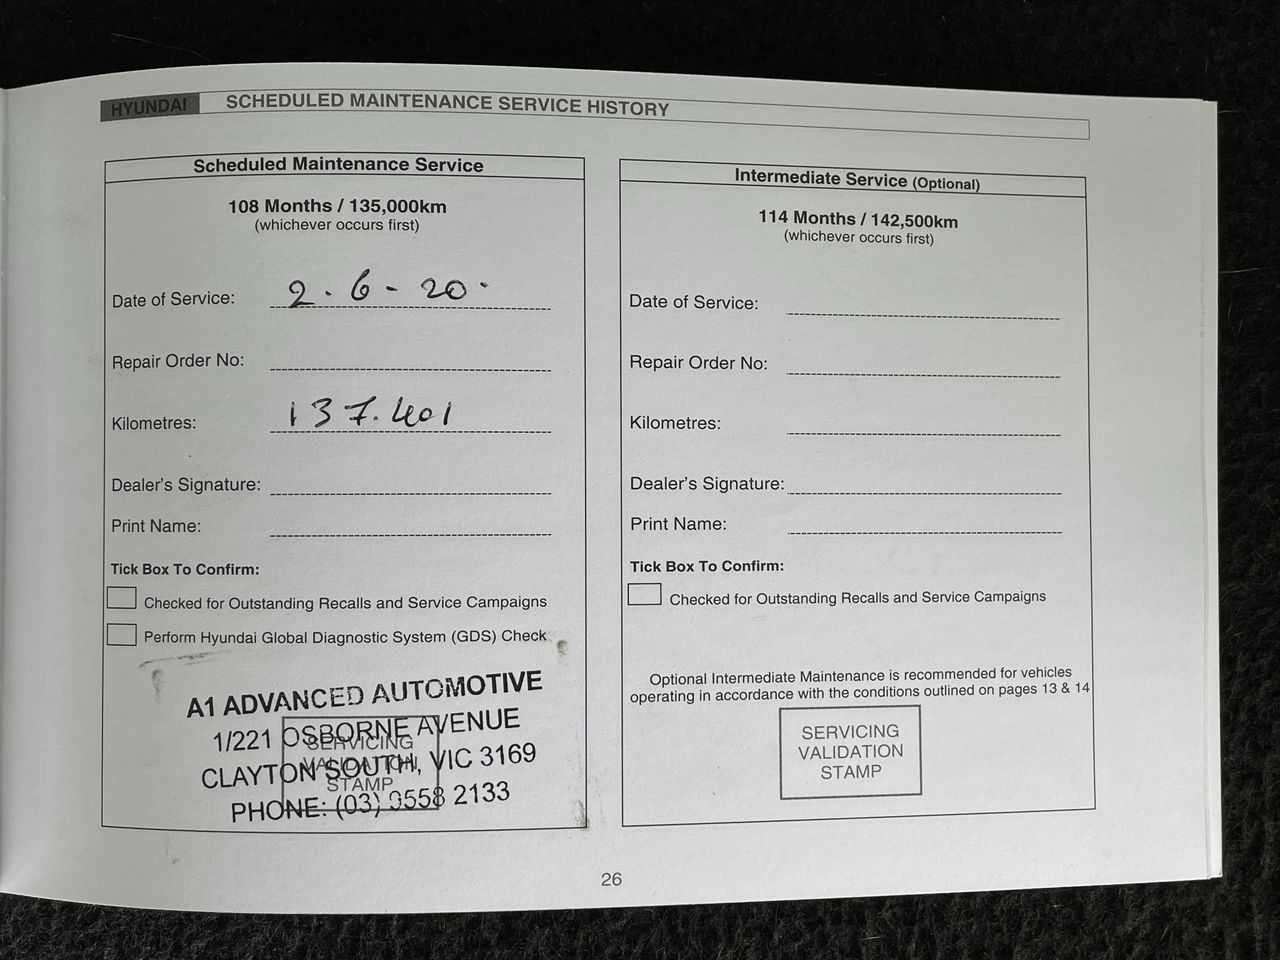 HYUNDAI SCHEDULED MAINTENANCE SERVICE HISTORY
Scheduled Maintenance Service
108 Months / 135,000km
(whichever occurs first)
Date of Service: 2.6-20.
Repair Order No:
Kilometres: 137.401
Dealer's Signature:
Print Name:
Tick Box To Confirm:
Checked for Outstanding Recalls and Service Campaigns
Perform Hyundai Global Diagnostic System (GDS) Check
A1 ADVANCED AUTOMOTIVE
1/221 OSBORNE AVENUE
CLAYTON SOUTH, VIC 3169
PHONE: (03) 9558 2133
SERVICING
VALIDATION
STAMP
Intermediate Service (Optional)
114 Months / 142,500km
(whichever occurs first)
Date of Service:
Repair Order No:
Kilometres:
Dealer's Signature:
Print Name:
Tick Box To Confirm:
Checked for Outstanding Recalls and Service Campaigns
Optional Intermediate Maintenance is recommended for vehicles
operating in accordance with the conditions outlined on pages 13 & 14
SERVICING
VALIDATION
STAMP
26